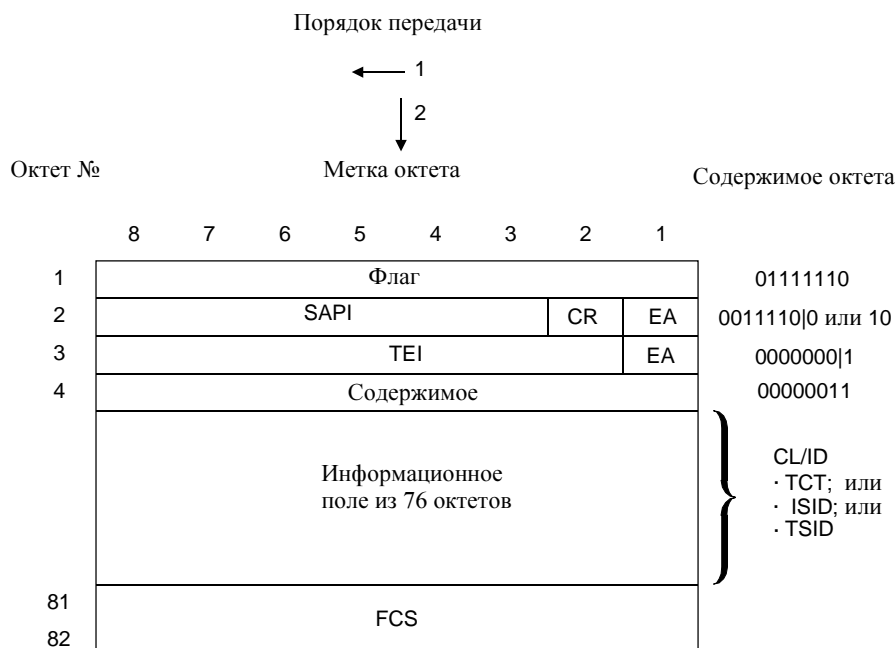 Порядок передачи
1
2
Октет № Метка октета Содержимое октета
8 7 6 5 4 3 2 1
1 Флаг 01111110
2 SAPI CR EA 0011110|0 или 10
3 TEI EA 0000000|1
4 Содержимое 00000011
Информационное
поле из 76 октетов
CL/ID
· TCT; или
· ISID; или
· TSID
81
FCS
82